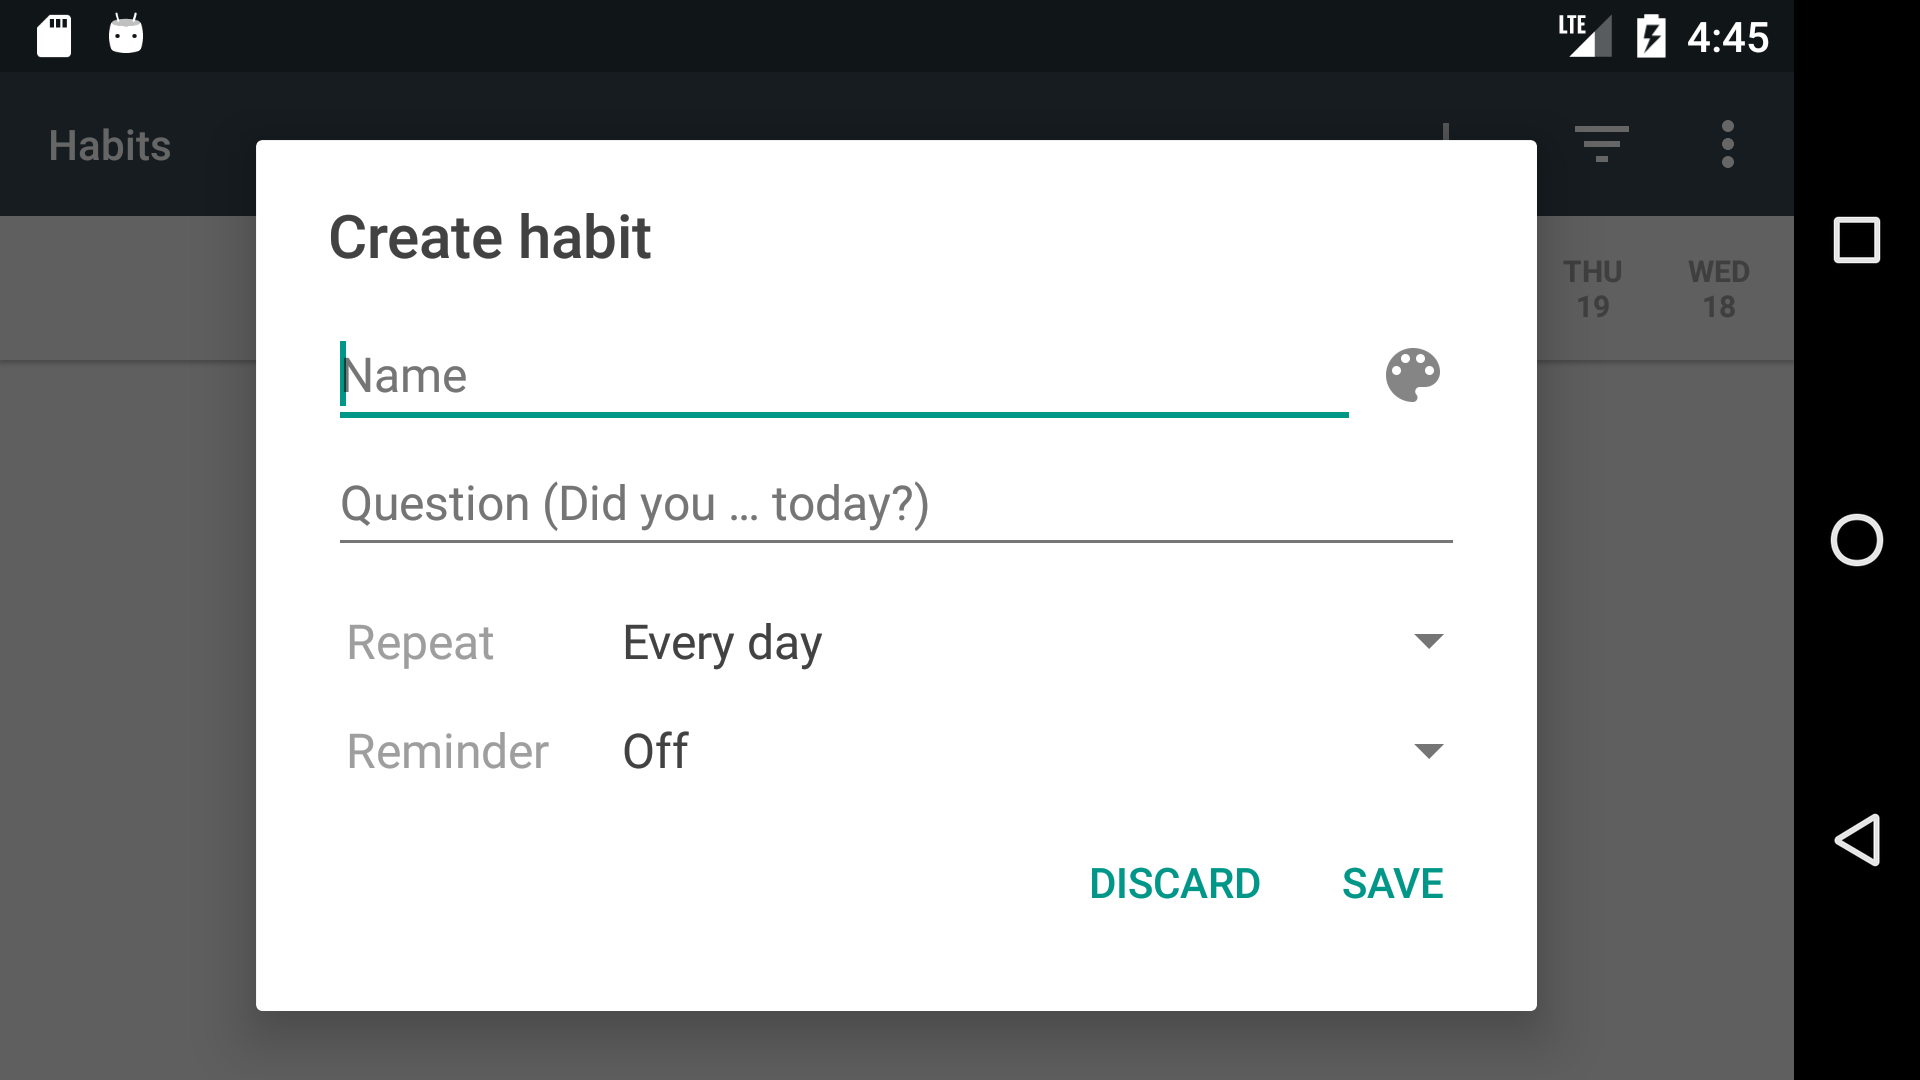 LTE 4:45
Habits
THU WED
19 18
Create habit
Name
Question (Did you … today?)
Repeat Every day
Reminder Off
DISCARD SAVE